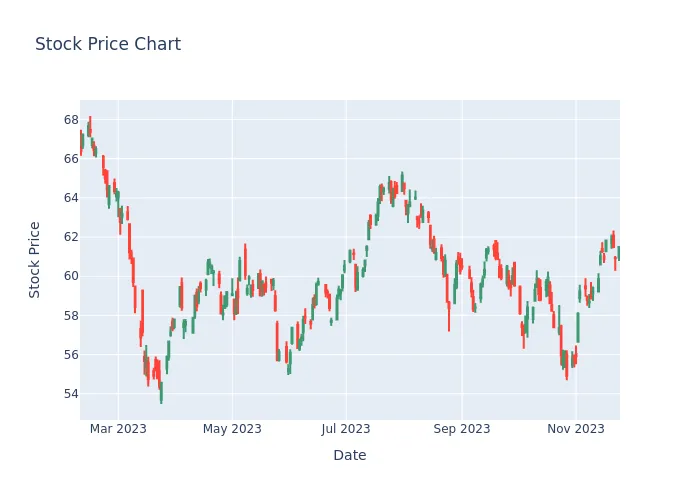 Stock Price Chart
Stock Price
68
66
64
62
60
58
56
54
Mar 2023
May 2023
Jul 2023
Sep 2023
Nov 2023
Date